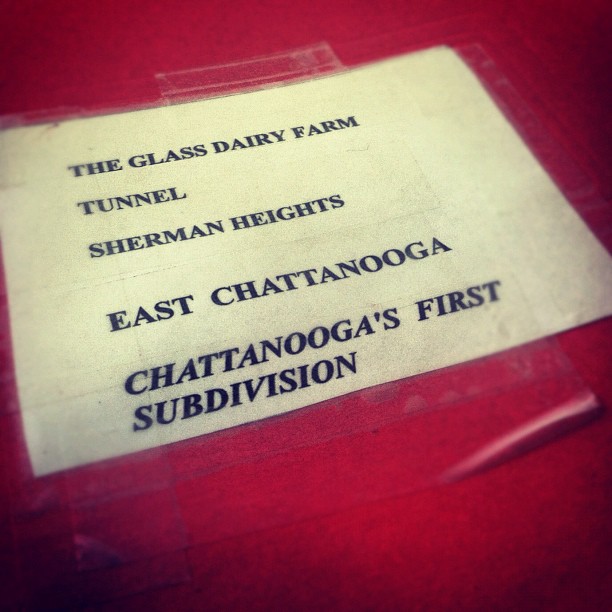 THE GLASS DAIRY FARM
TUNNEL
SHERMAN HEIGHTS
EAST CHATTANOOGA
CHATTANOOGA'S FIRST
SUBDIVISION